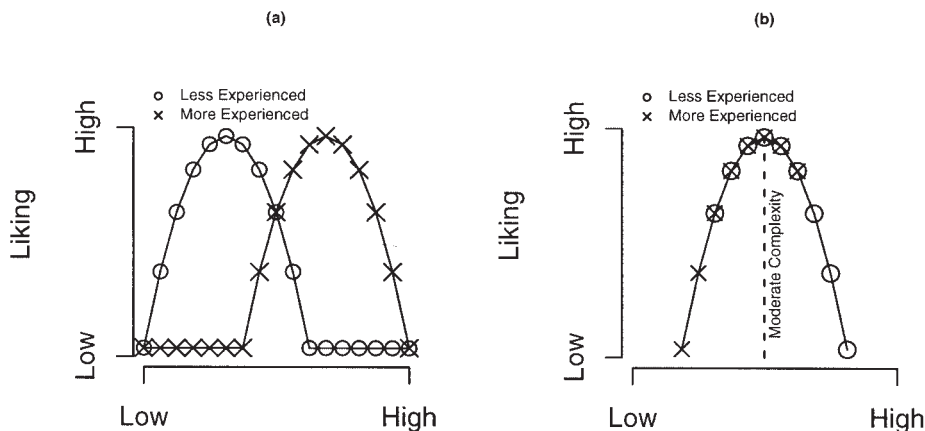 (a)
Less Experienced
More Experienced
High
Liking
Low
Low
High
(b)
Less Experienced
More Experienced
High
Liking
Low
Moderate Complexity
Low
High